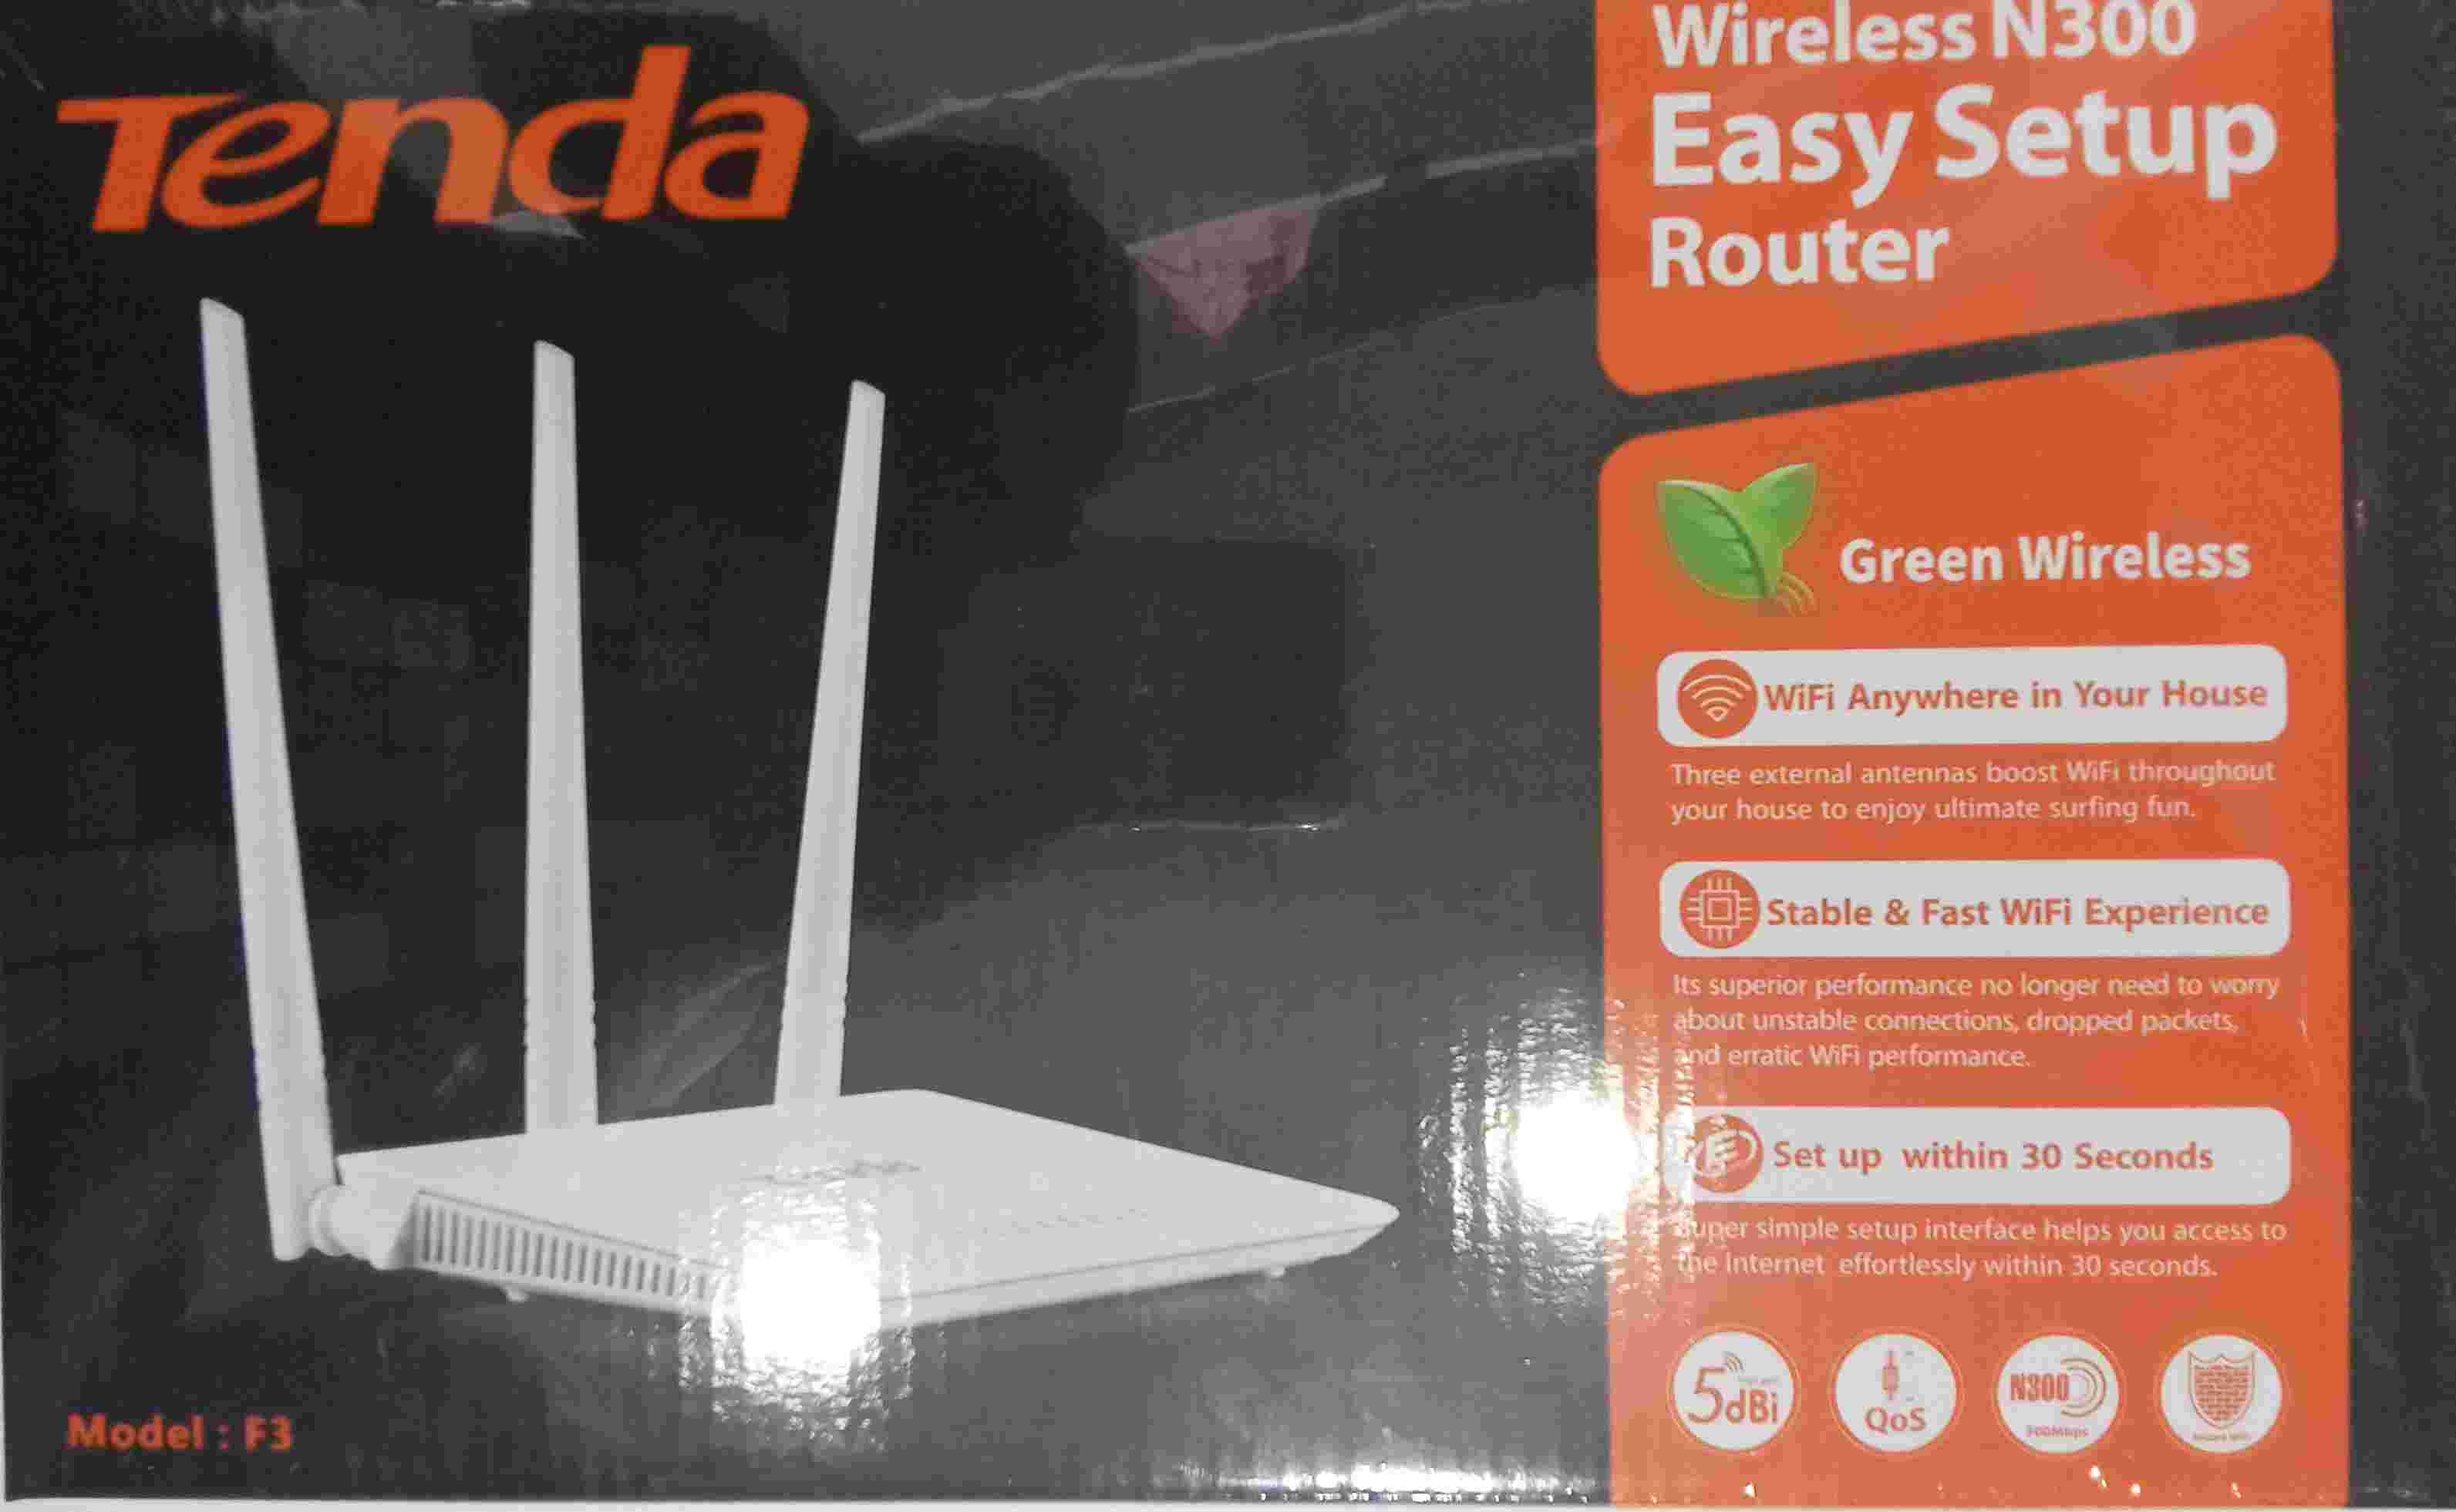 Tenda
Wireless N300
Easy Setup
Router
Green Wireless
WiFi Anywhere in Your House
Three external antennas boost WiFi throughout
your house to enjoy ultimate surfing fun.
Stable & Fast WiFi Experience
Its superior performance no longer need to worry
about unstable connections, dropped packets,
and erratic WiFi performance.
Set up within 30 Seconds
Super simple setup interface helps you access to
the Internet effortlessly within 30 seconds.
5dBi
QoS
N300
300Mbps
Model : F3